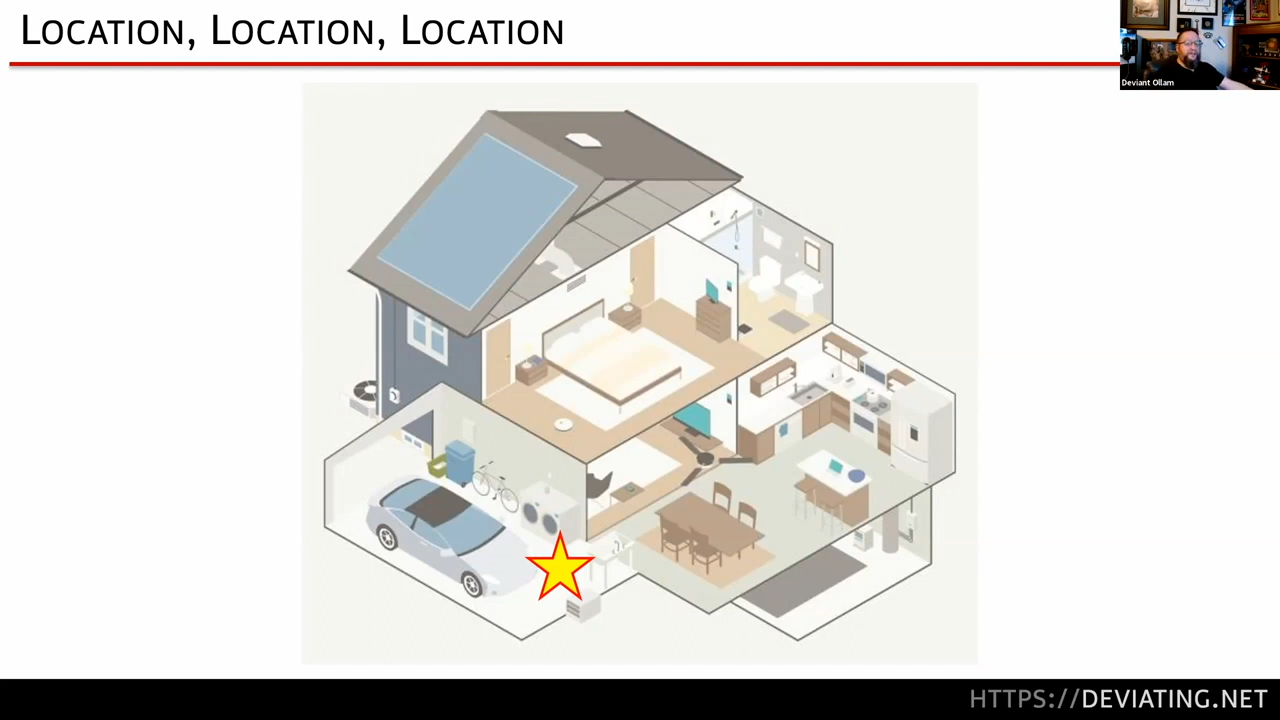 Location, Location, Location
Deviant Ollam
HTTPS://DEVIATING.NET